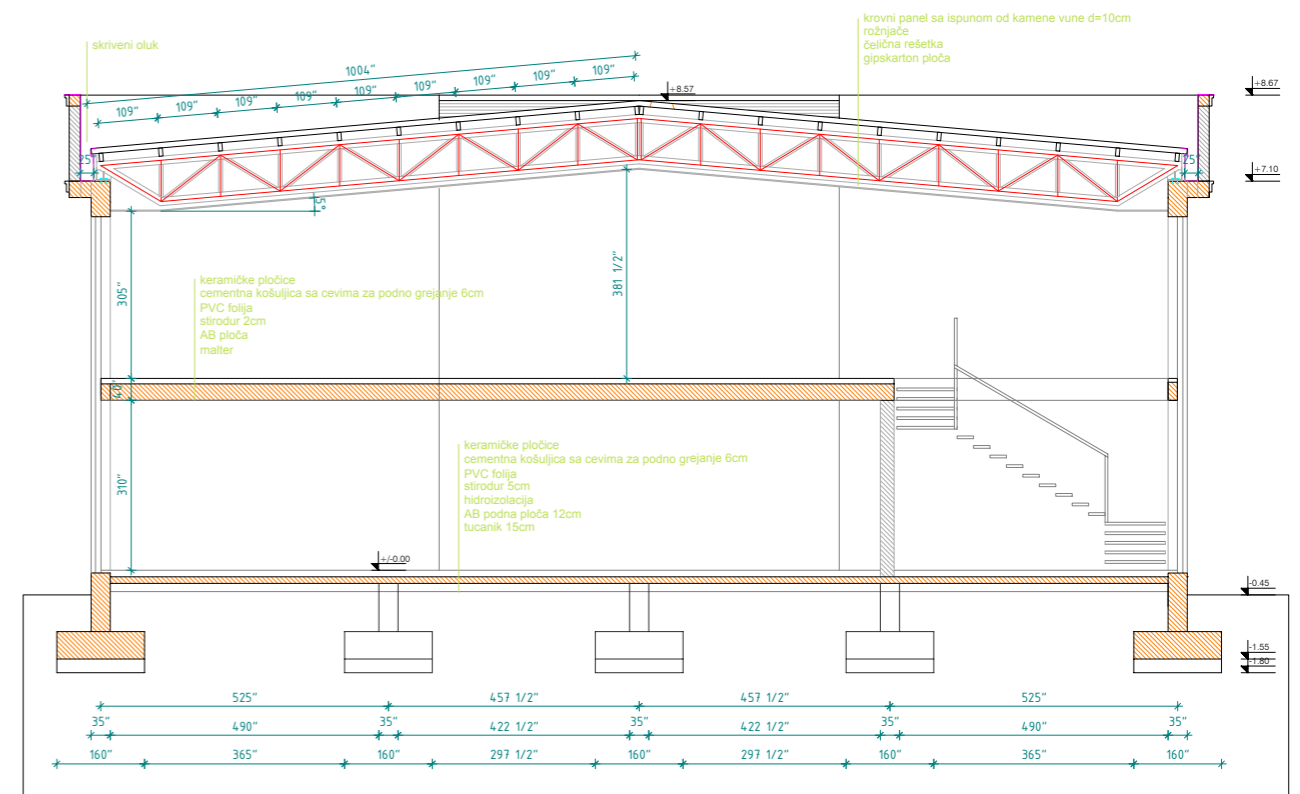 krovni panel sa ispunom od kamene vune d=10cm
rožnjače
čelična rešetka
gipskarton ploča
skriveni oluk
1004"
109"
109"
109"
109"
109"
109"
109"
109"
109"
+8.57
+8.67
25"
25"
+7.10
5°
305"
381 1/2"
keramičke pločice
cementna košuljica sa cevima za podno grejanje 6cm
PVC folija
stirodur 2cm
AB ploča
malter
40"
310"
keramičke pločice
cementna košuljica sa cevima za podno grejanje 6cm
PVC folija
stirodur 5cm
hidroizolacija
AB podna ploča 12cm
tucanik 15cm
+/-0.00
-0.45
-1.55
-1.80
525" 457 1/2" 457 1/2" 525"
35" 490" 35" 422 1/2" 35" 422 1/2" 35" 490" 35"
160" 365" 160" 297 1/2" 160" 297 1/2" 160" 365" 160"